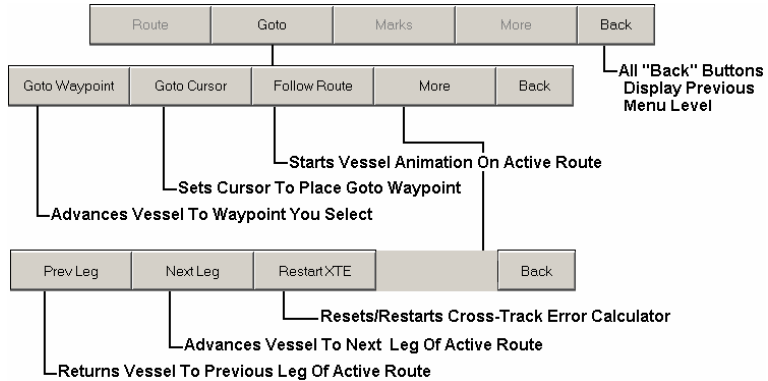 Route Goto Marks More Back
All "Back" Buttons
Display Previous
Menu Level
Goto Waypoint Goto Cursor Follow Route More Back
Starts Vessel Animation On Active Route
Sets Cursor To Place Goto Waypoint
Advances Vessel To Waypoint You Select
Prev Leg Next Leg Restart XTE Back
Resets/Restarts Cross-Track Error Calculator
Advances Vessel To Next Leg Of Active Route
Returns Vessel To Previous Leg Of Active Route